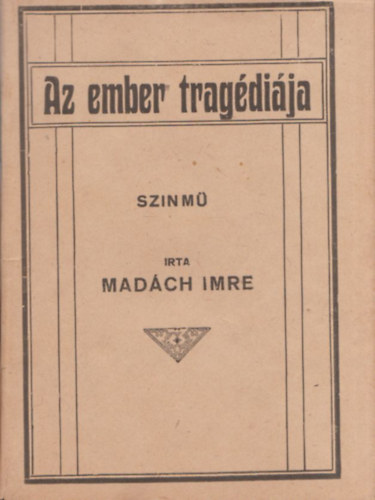 Az ember tragédiája
SZINMŰ
IRTA
MADÁCH IMRE